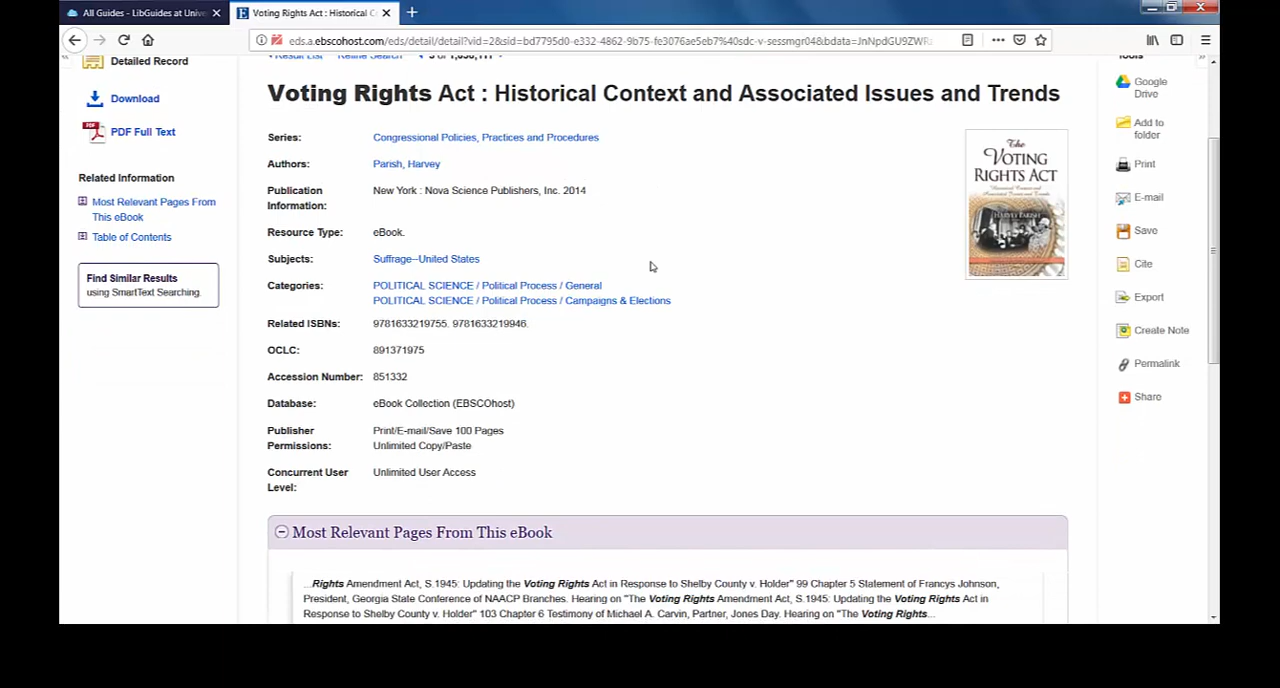 All Guides - LibGuides at Unive
Voting Rights Act : Historical C
eds.a.ebscohost.com/eds/detail/detail?vid=2&sid=bd7795d0-e332-4862-9b75-fe3076ae5eb7%40sdc-v-sessmgr04&bdata=JnNpdGU9ZWR
Detailed Record
Download
PDF Full Text
Related Information
Most Relevant Pages From
This eBook
Table of Contents
Find Similar Results
using SmartText Searching.
Result List Refine Search
Voting Rights Act : Historical Context and Associated Issues and Trends
Series: Congressional Policies, Practices and Procedures
Authors: Parish, Harvey
Publication New York : Nova Science Publishers, Inc. 2014
Information:
Resource Type: eBook.
Subjects: Suffrage--United States
Categories: POLITICAL SCIENCE / Political Process / General
POLITICAL SCIENCE / Political Process / Campaigns & Elections
Related ISBNs: 9781633219755. 9781633219946.
OCLC: 891371975
Accession Number: 851332
Database: eBook Collection (EBSCOhost)
Publisher Print/E-mail/Save 100 Pages
Permissions: Unlimited Copy/Paste
Concurrent User Unlimited User Access
Level:
The
VOTING
RIGHTS ACT
HARVEY PARISH
Most Relevant Pages From This eBook
...Rights Amendment Act, S.1945: Updating the Voting Rights Act in Response to Shelby County v. Holder" 99 Chapter 5 Statement of Francys Johnson,
President, Georgia State Conference of NAACP Branches. Hearing on "The Voting Rights Amendment Act, S.1945: Updating the Voting Rights Act in
Response to Shelby County v. Holder" 103 Chapter 6 Testimony of Michael A. Carvin, Partner, Jones Day. Hearing on "The Voting Rights...
Tools
Google
Drive
Add to
folder
Print
E-mail
Save
Cite
Export
Create Note
Permalink
Share